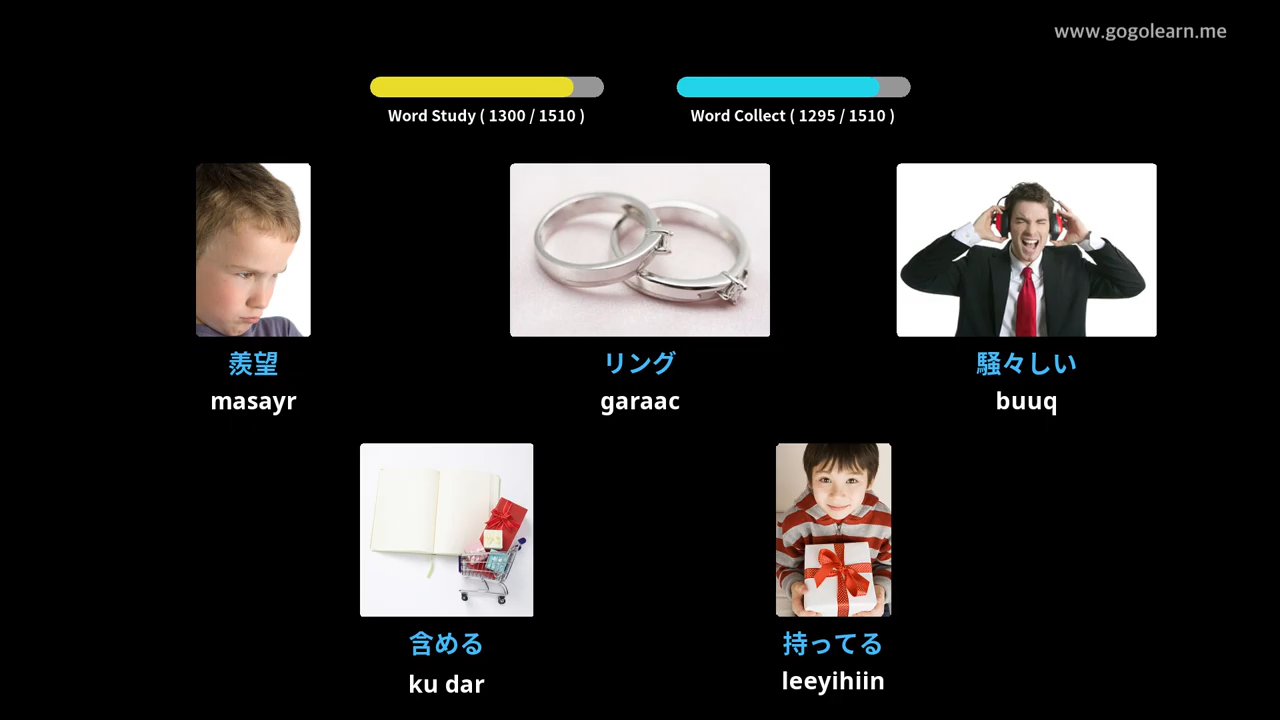 www.gogolearn.me
Word Study ( 1300 / 1510 )
Word Collect ( 1295 / 1510 )
羨望
masayr
リング
garaac
騒々しい
buuq
含める
ku dar
持ってる
leeyihiin